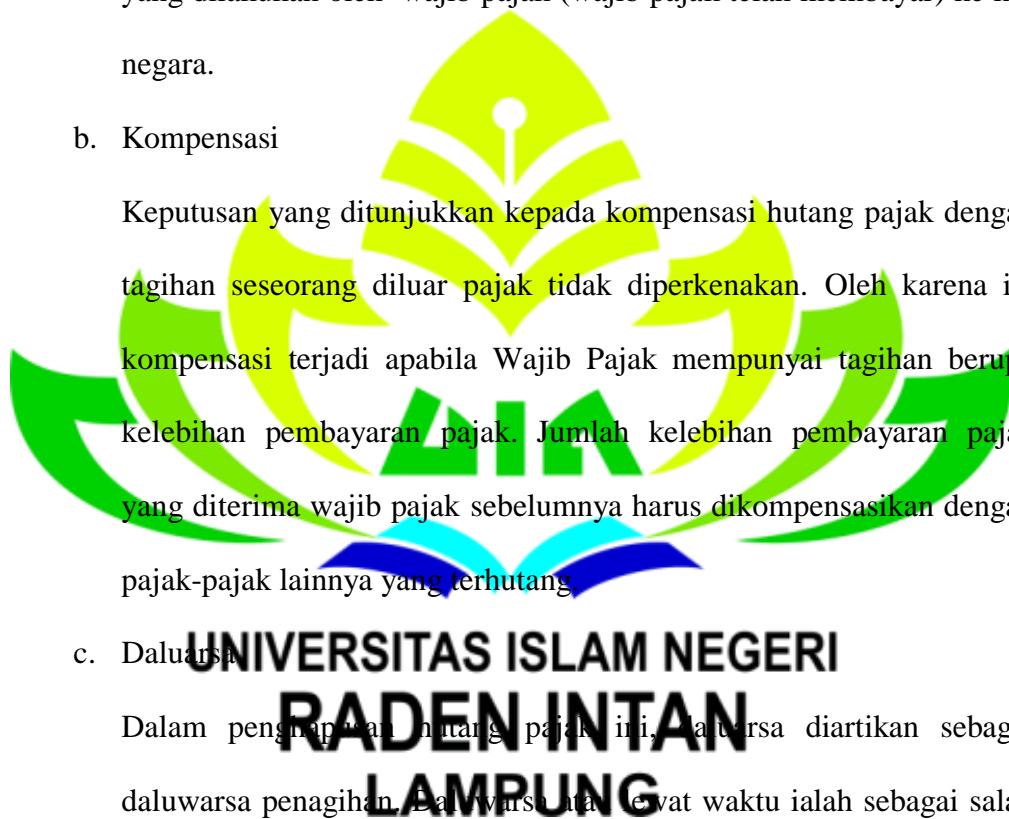 yang dilakukan oleh wajib pajak (wajib pajak telah membayar) ke
negara.
b. Kompensasi
Keputusan yang ditunjukkan kepada kompensasi hutang pajak denga
tagihan seseorang diluar pajak tidak diperkenakan. Oleh karena i
kompensasi terjadi apabila Wajib Pajak mempunyai tagihan berup
kelebihan pembayaran pajak. Jumlah kelebihan pembayaran paja
yang diterima wajib pajak sebelumnya harus dikompensasikan denga
pajak-pajak lainnya yang terhutang.
c. Daluarsa
UNIVERSITAS ISLAM NEGERI
Dalam penghapusan hutang pajak ini, daluarsa diartikan sebag
RADEN INTAN
daluwarsa penagihan. Daluwarsa atau lewat waktu ialah sebagai sala
LAMPUNG